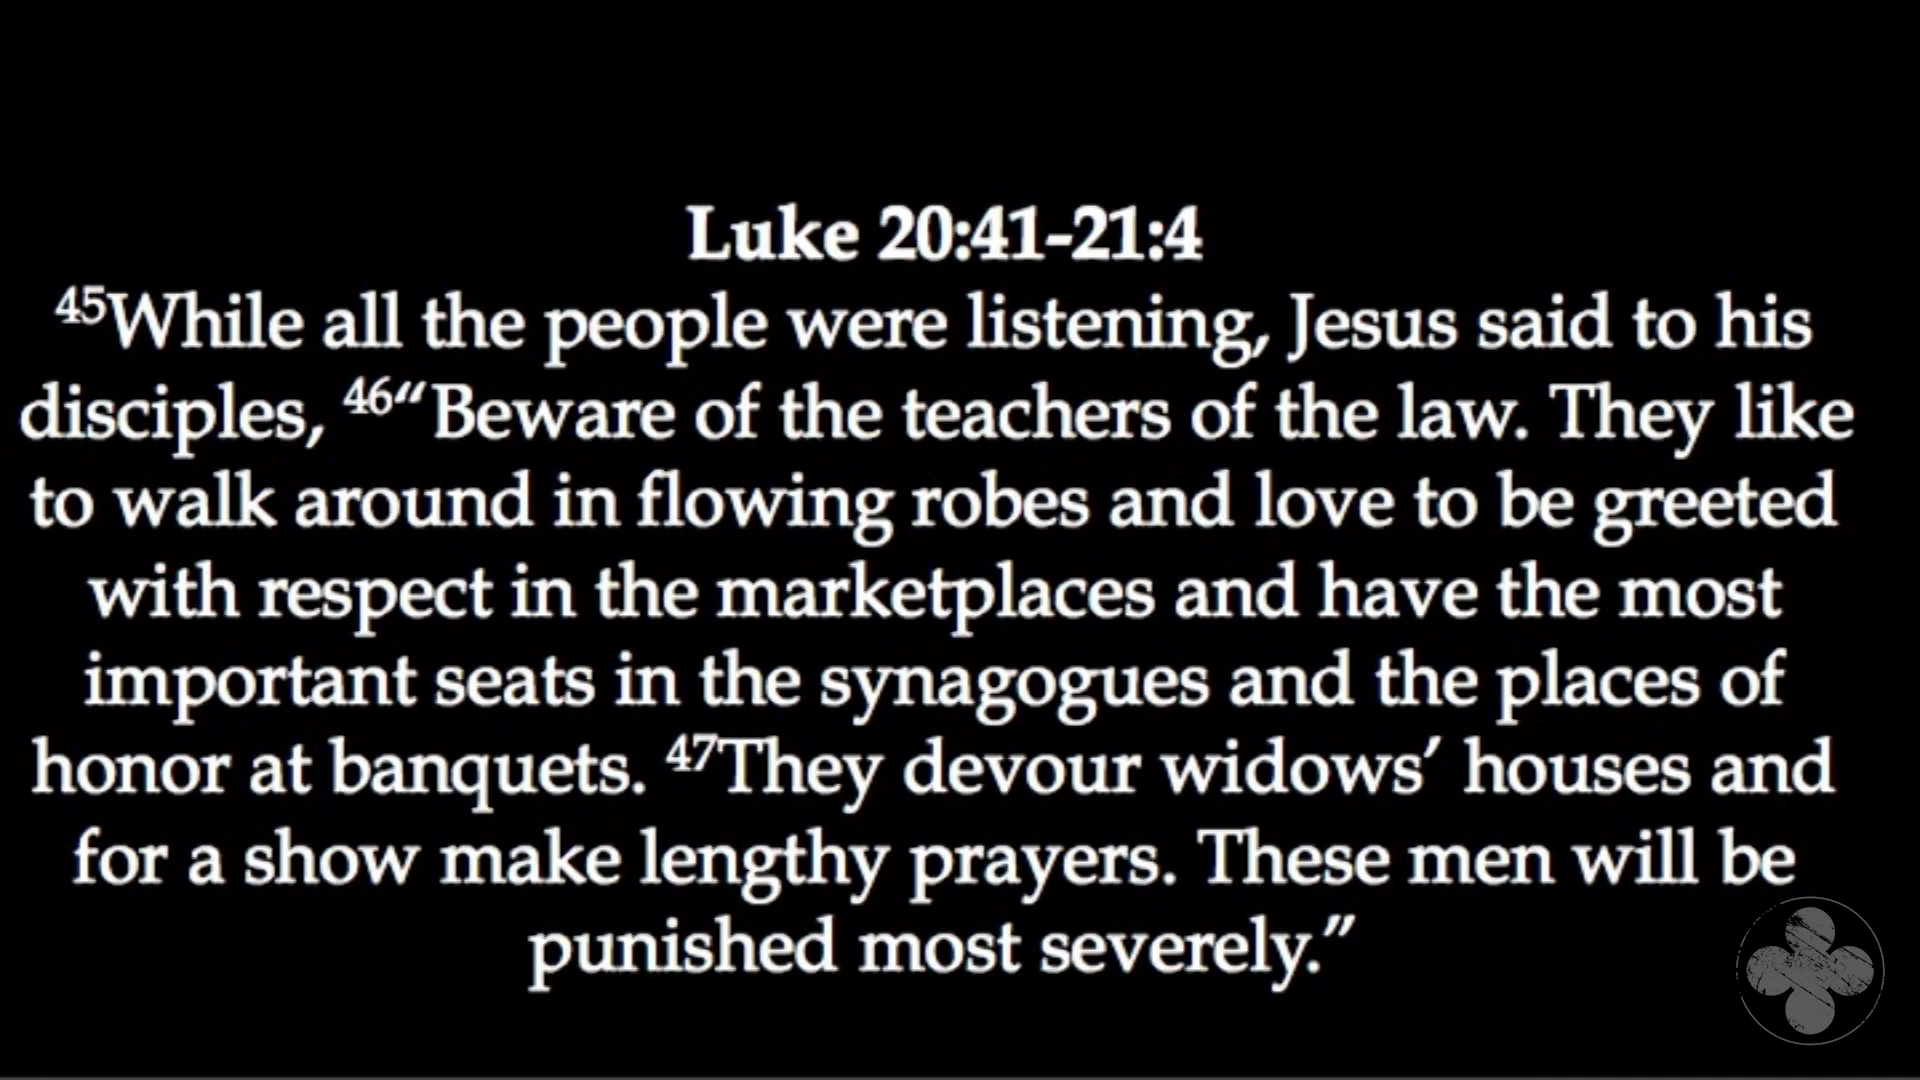 Luke 20:41-21:4
45While all the people were listening, Jesus said to his
disciples, 46“Beware of the teachers of the law. They like
to walk around in flowing robes and love to be greeted
with respect in the marketplaces and have the most
important seats in the synagogues and the places of
honor at banquets. 47They devour widows’ houses and
for a show make lengthy prayers. These men will be
punished most severely.”